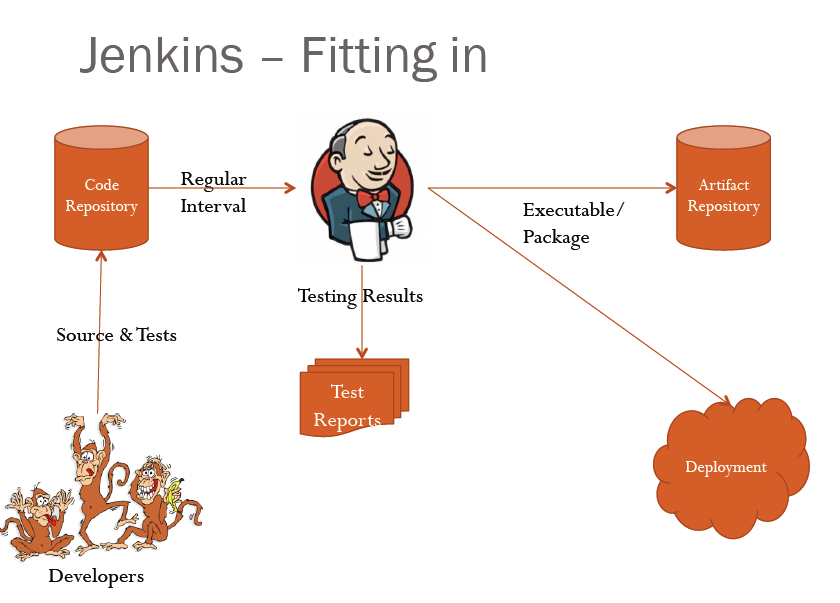 Jenkins – Fitting in
Code
Repository
Regular
Interval
Artifact
Repository
Executable/
Package
Testing Results
Source & Tests
Test
Reports
Deployment
Developers